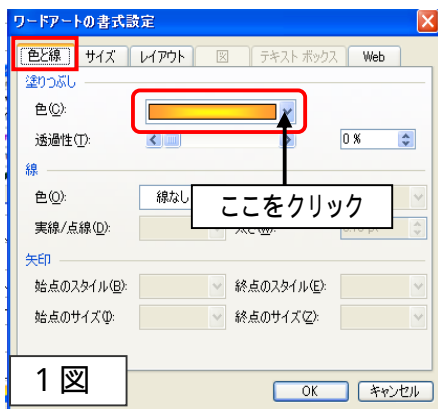 ワードアートの書式設定
色と線 サイズ レイアウト 図 テキスト ボックス Web
塗りつぶし
色(C):
透過性(T): 0 %
線
色(O): 線なし
ここをクリック
実線/点線(D):
矢印
始点のスタイル(B): 終点のスタイル(E):
始点のサイズ(I): 終点のサイズ(Z):
1図
OK キャンセル